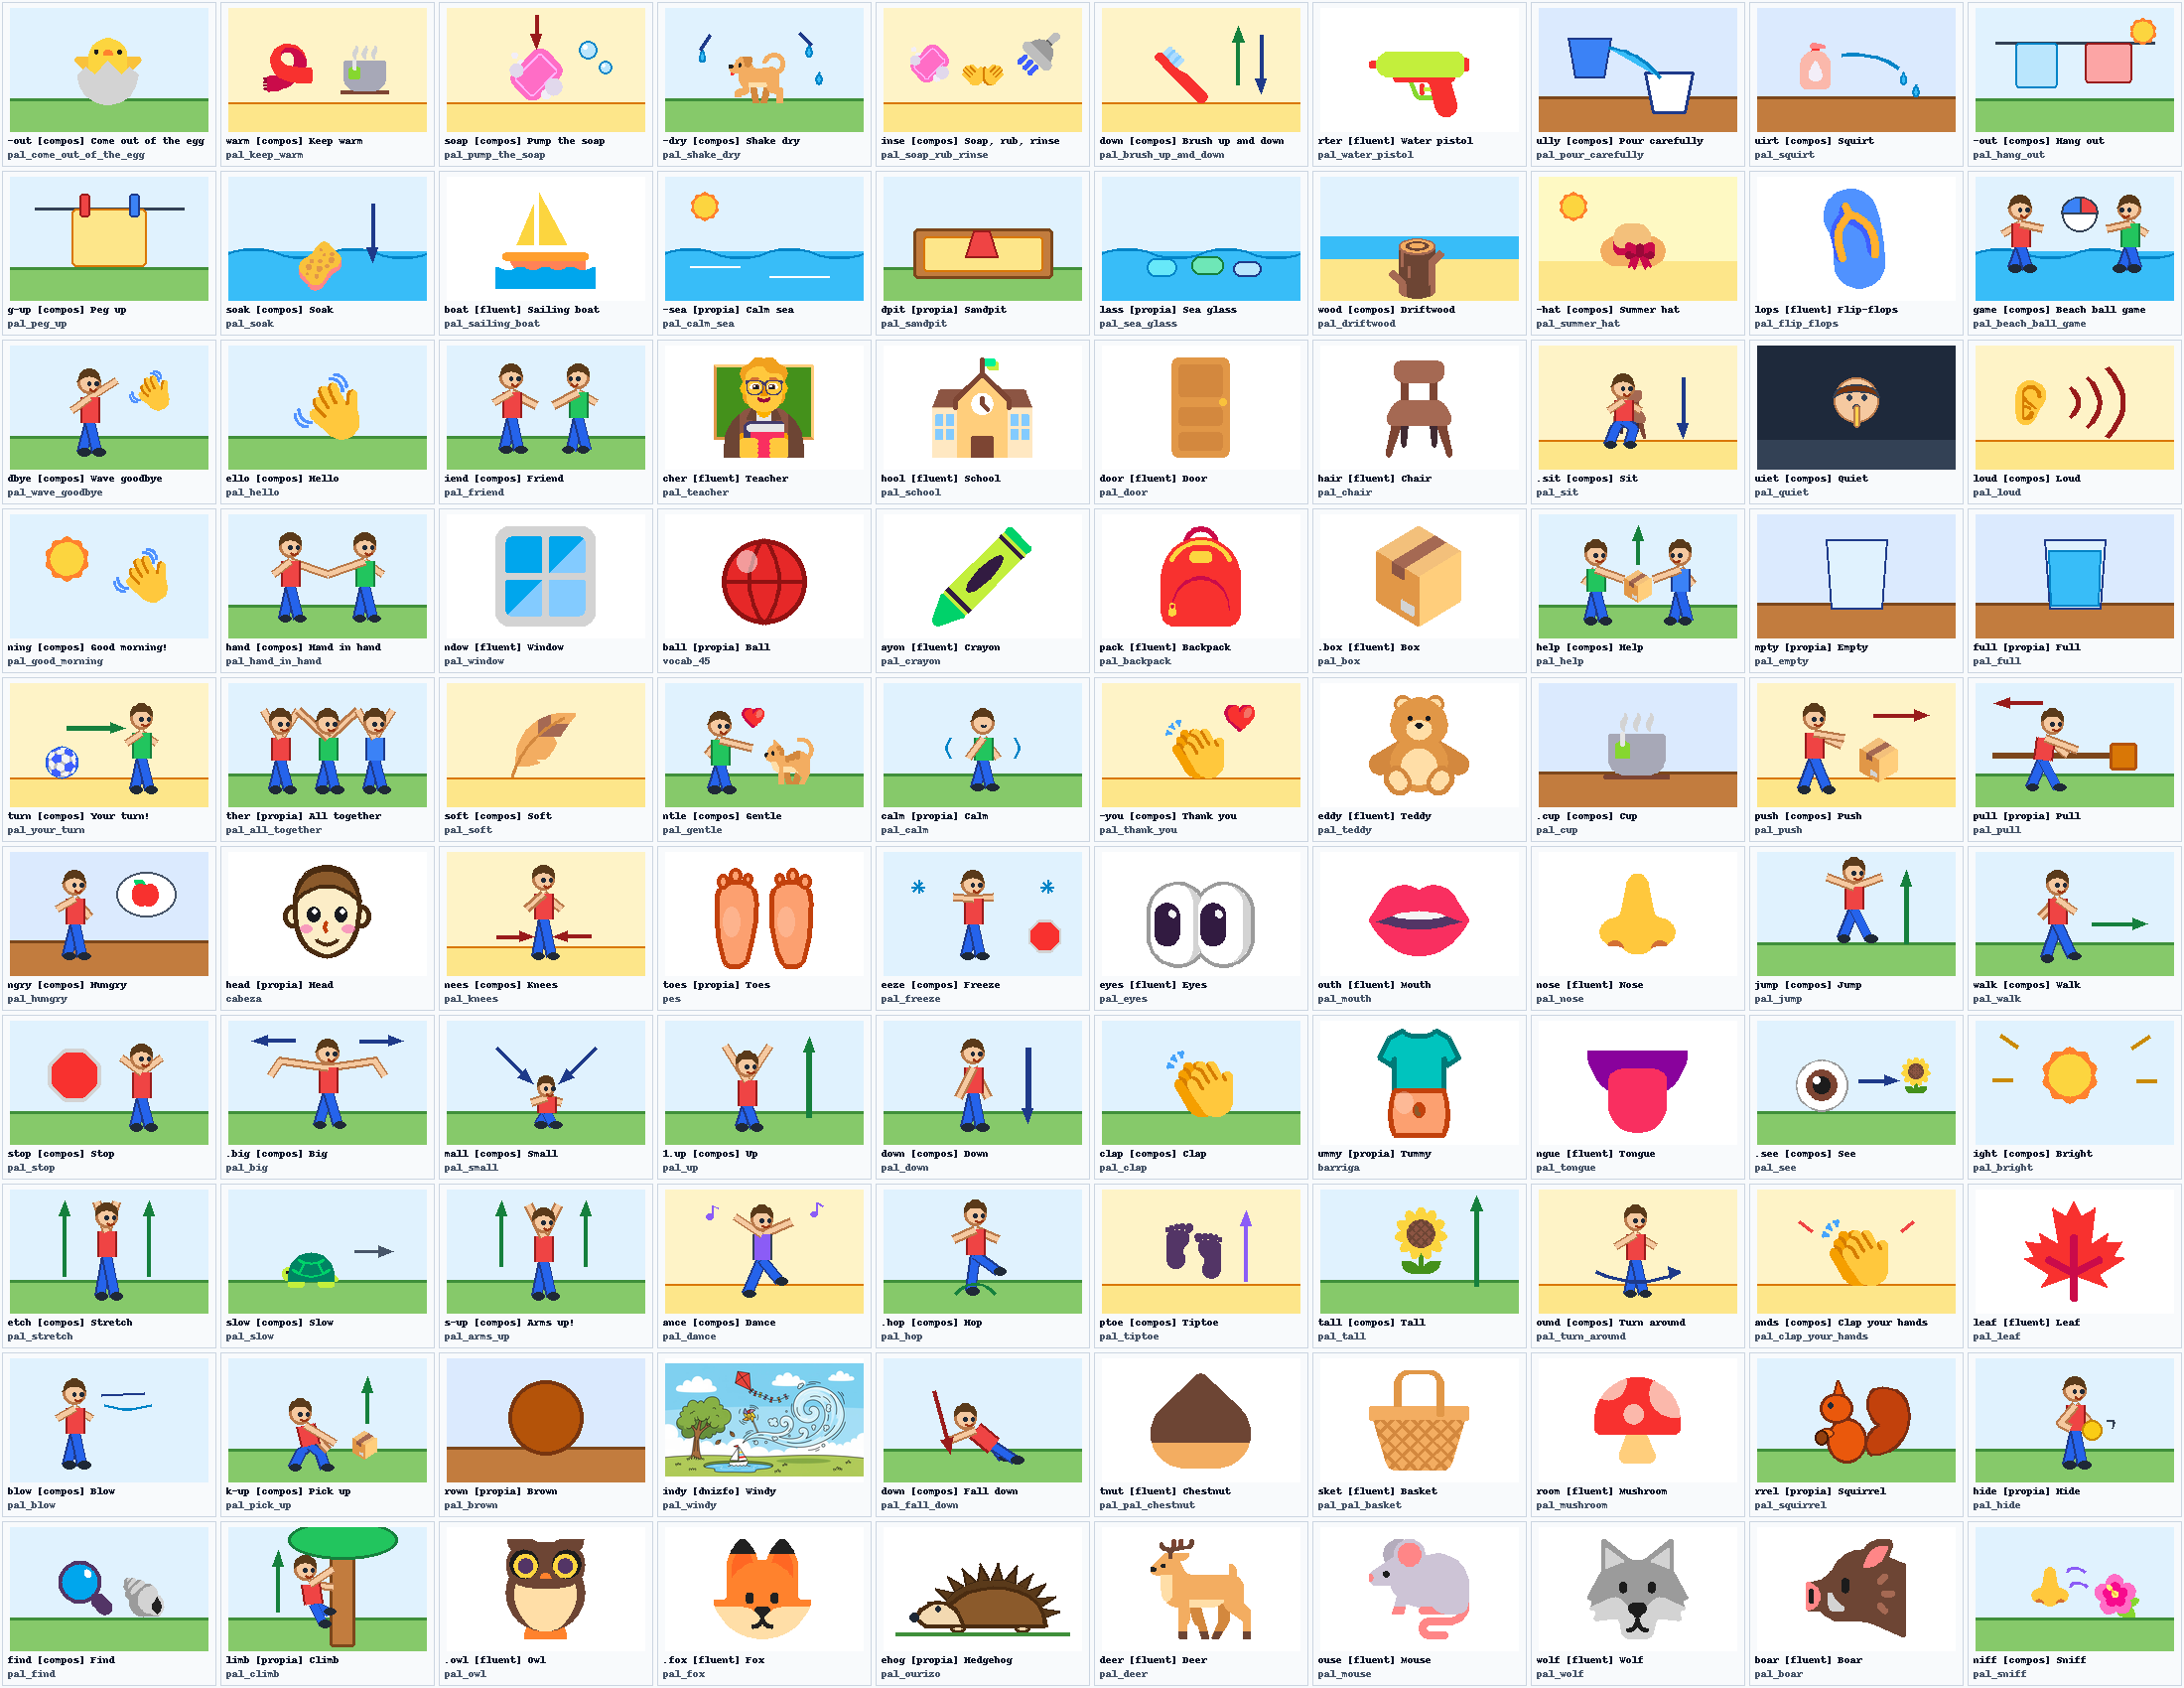 -out [compos] Come out of the egg
pal_come_out_of_the_egg
warm [compos] Keep warm
pal_keep_warm
soap [compos] Pump the soap
pal_pump_the_soap
-dry [compos] Shake dry
pal_shake_dry
inse [compos] Soap, rub, rinse
pal_soap_rub_rinse
down [compos] Brush up and down
pal_brush_up_and_down
rter [fluent] Water pistol
pal_water_pistol
ully [compos] Pour carefully
pal_pour_carefully
uirt [compos] Squirt
pal_squirt
-out [compos] Hang out
pal_hang_out
g-up [compos] Peg up
pal_peg_up
soak [compos] Soak
pal_soak
boat [fluent] Sailing boat
pal_sailing_boat
-sea [propia] Calm sea
pal_calm_sea
dpit [propia] Sandpit
pal_sandpit
lass [propia] Sea glass
pal_sea_glass
wood [compos] Driftwood
pal_driftwood
-hat [compos] Summer hat
pal_summer_hat
lops [fluent] Flip-flops
pal_flip_flops
game [compos] Beach ball game
pal_beach_ball_game
dbye [compos] Wave goodbye
pal_wave_goodbye
ello [compos] Hello
pal_hello
iend [compos] Friend
pal_friend
cher [fluent] Teacher
pal_teacher
hool [fluent] School
pal_school
door [fluent] Door
pal_door
hair [fluent] Chair
pal_chair
.sit [compos] Sit
pal_sit
uiet [compos] Quiet
pal_quiet
loud [compos] Loud
pal_loud
ning [compos] Good morning!
pal_good_morning
hand [compos] Hand in hand
pal_hand_in_hand
ndow [fluent] Window
pal_window
ball [propia] Ball
vocab_45
ayon [fluent] Crayon
pal_crayon
pack [fluent] Backpack
pal_backpack
.box [fluent] Box
pal_box
help [compos] Help
pal_help
mpty [propia] Empty
pal_empty
full [propia] Full
pal_full
turn [compos] Your turn!
pal_your_turn
ther [propia] All together
pal_all_together
soft [compos] Soft
pal_soft
ntle [compos] Gentle
pal_gentle
calm [propia] Calm
pal_calm
-you [compos] Thank you
pal_thank_you
eddy [fluent] Teddy
pal_teddy
.cup [compos] Cup
pal_cup
push [compos] Push
pal_push
pull [propia] Pull
pal_pull
ngry [compos] Hungry
pal_hungry
head [propia] Head
cabeza
nees [compos] Knees
pal_knees
toes [propia] Toes
pes
eeze [compos] Freeze
pal_freeze
eyes [fluent] Eyes
pal_eyes
outh [fluent] Mouth
pal_mouth
nose [fluent] Nose
pal_nose
jump [compos] Jump
pal_jump
walk [compos] Walk
pal_walk
stop [compos] Stop
pal_stop
.big [compos] Big
pal_big
mall [compos] Small
pal_small
l.up [compos] Up
pal_up
down [compos] Down
pal_down
clap [compos] Clap
pal_clap
ummy [propia] Tummy
barriga
ngue [fluent] Tongue
pal_tongue
.see [compos] See
pal_see
ight [compos] Bright
pal_bright
etch [compos] Stretch
pal_stretch
slow [compos] Slow
pal_slow
s-up [compos] Arms up!
pal_arms_up
ance [compos] Dance
pal_dance
.hop [compos] Hop
pal_hop
ptoe [compos] Tiptoe
pal_tiptoe
tall [compos] Tall
pal_tall
ound [compos] Turn around
pal_turn_around
ands [compos] Clap your hands
pal_clap_your_hands
leaf [fluent] Leaf
pal_leaf
blow [compos] Blow
pal_blow
k-up [compos] Pick up
pal_pick_up
rown [propia] Brown
pal_brown
indy [dnizfo] Windy
pal_windy
down [compos] Fall down
pal_fall_down
tnut [fluent] Chestnut
pal_pal_chestnut
sket [fluent] Basket
pal_pal_basket
room [fluent] Mushroom
pal_mushroom
rrel [propia] Squirrel
pal_squirrel
hide [propia] Hide
pal_hide
find [compos] Find
pal_find
limb [propia] Climb
pal_climb
.owl [fluent] Owl
pal_owl
.fox [fluent] Fox
pal_fox
ehog [propia] Hedgehog
pal_ourizo
deer [fluent] Deer
pal_deer
ouse [fluent] Mouse
pal_mouse
wolf [fluent] Wolf
pal_wolf
boar [fluent] Boar
pal_boar
niff [compos] Sniff
pal_sniff